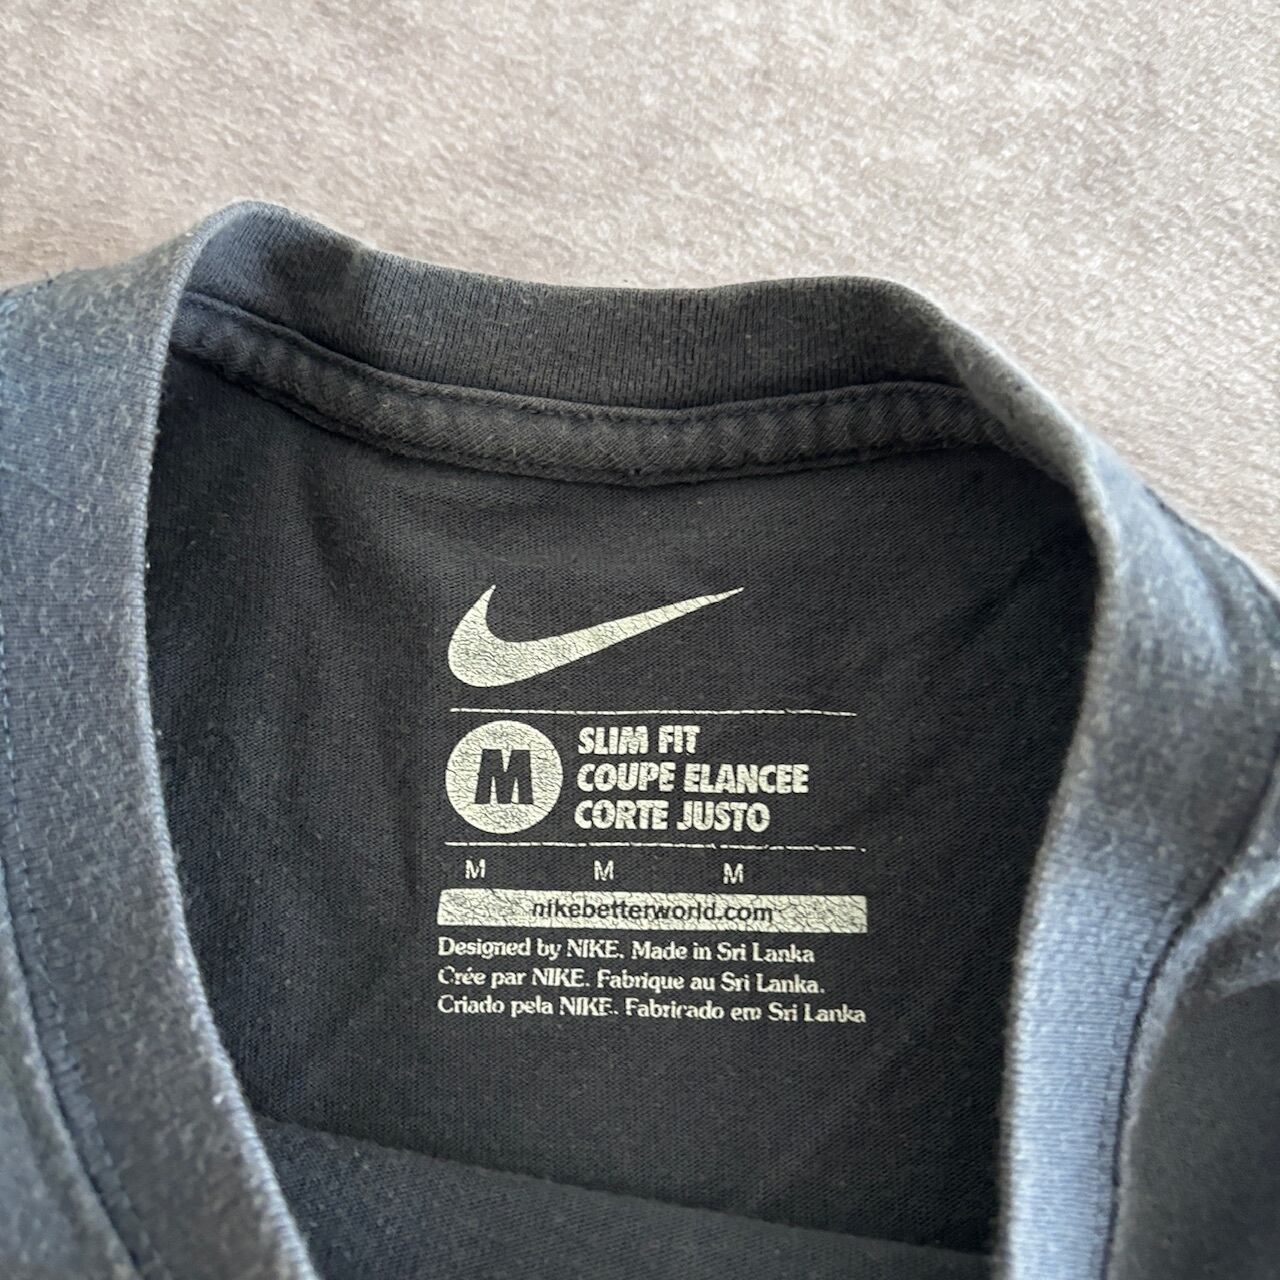 M
SLIM FIT
COUPE ELANCEE
CORTE JUSTO
M M M
nikebetterworld.com
Designed by NIKE. Made in Sri Lanka
Crée par NIKE. Fabrique au Sri Lanka.
Criado pela NIKE. Fabricado em Sri Lanka